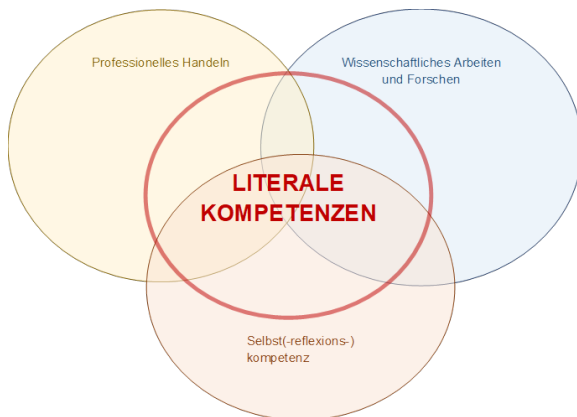 Professionelles Handeln
Wissenschaftliches Arbeiten
und Forschen
LITERALE
KOMPETENZEN
Selbst(-reflexions-)
kompetenz